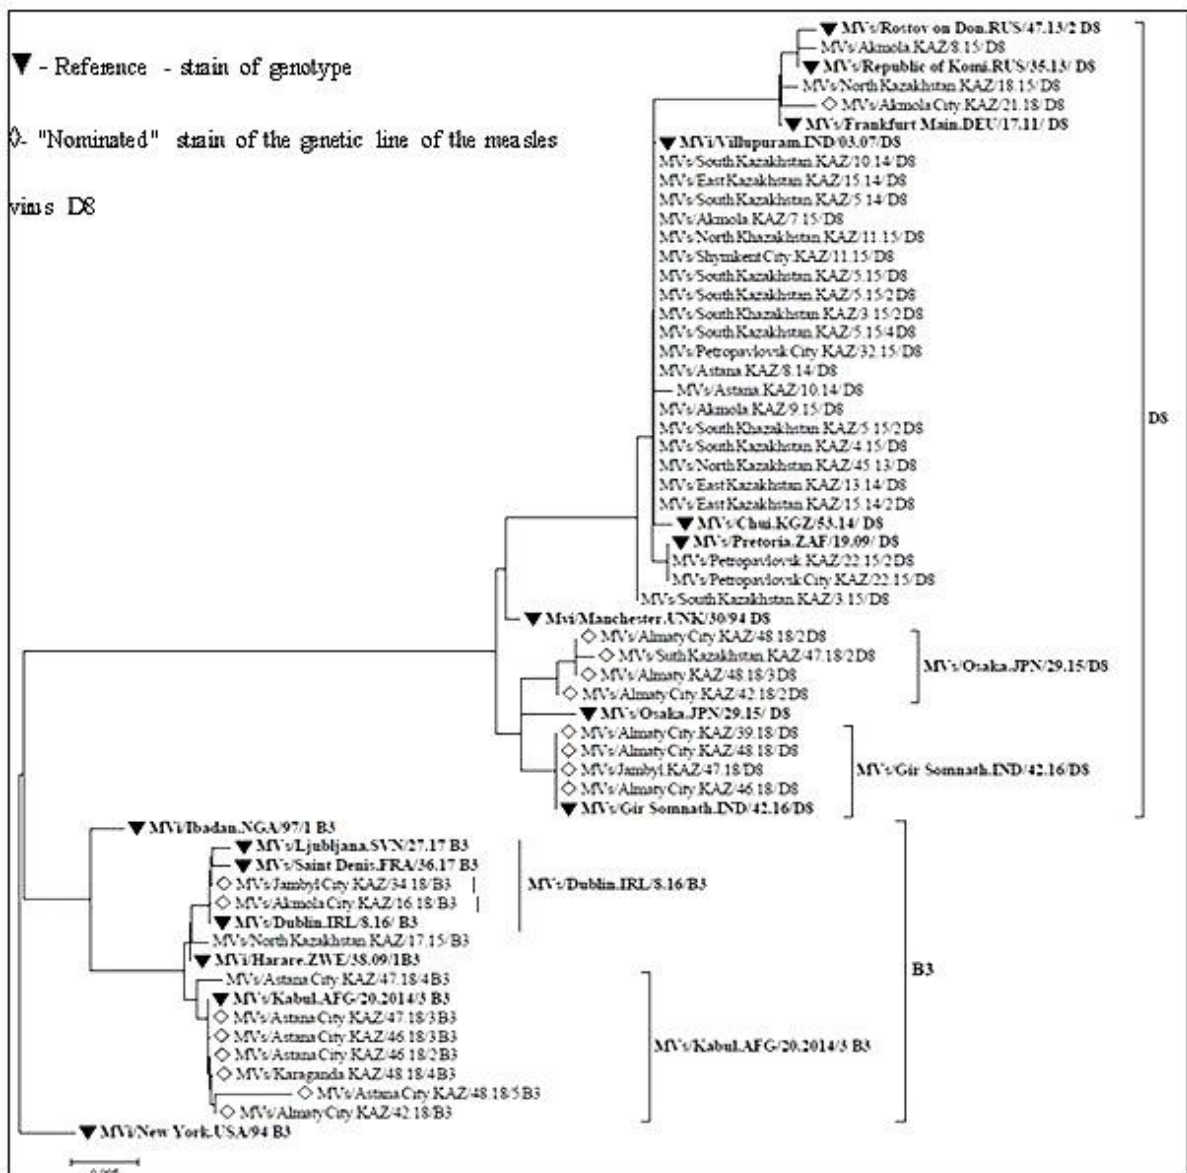 ▼ - Reference - strain of genotype
◊- "Nominated" strain of the genetic line of the measles
virus D8
MVs/Rostov on Don.RUS/47.13/2 D8
MVs/Akmola.KAZ/8.15/D8
MVs/Republic of Komi.RUS/35.13/ D8
MVs/North Kazakhstan.KAZ/18.15/D8
MVs/Akmola City.KAZ/21.18/D8
MVs/Frankfurt Main.DEU/17.11/ D8
MVi/Villupuram.IND/03.07/D8
MVs/South Kazakhstan.KAZ/10.14/D8
MVs/East Kazakhstan.KAZ/15.14/D8
MVs/South Kazakhstan.KAZ/5.14/D8
MVs/Akmola.KAZ/7.15/D8
MVs/North Khazakhstan.KAZ/11.15/D8
MVs/Shymkent City.KAZ/11.15/D8
MVs/South Kazakhstan.KAZ/5.15/D8
MVs/South Kazakhstan.KAZ/5.15/2D8
MVs/South Khazakhstan.KAZ/3.15/2D8
MVs/South Kazakhstan.KAZ/5.15/4D8
MVs/Petropavlovsk City.KAZ/32.15/D8
MVs/Astana.KAZ/8.14/D8
MVs/Astana.KAZ/10.14/D8
MVs/Akmola.KAZ/9.15/D8
MVs/South Khazakhstan.KAZ/5.15/2D8
MVs/South Kazakhstan.KAZ/4.15/D8
MVs/North Kazakhstan.KAZ/45.13/D8
MVs/East Kazakhstan.KAZ/13.14/D8
MVs/East Kazakhstan.KAZ/15.14/2D8
MVs/Chui.KGZ/53.14/ D8
MVs/Pretoria.ZAF/19.09/ D8
MVs/Petropavlovsk.KAZ/22.15/2D8
MVs/Petropavlovsk City.KAZ/22.15/D8
MVs/South Kazakhstan.KAZ/3.15/D8
Mvi/Manchester.UNK/30/94 D8
MVs/Almaty City.KAZ/48.18/2D8
MVs/Suth Kazakhstan.KAZ/47.18/2D8
MVs/Almaty.KAZ/48.18/3D8
MVs/Almaty City.KAZ/42.18/2D8
MVs/Osaka.JPN/29.15/D8
MVs/Osaka.JPN/29.15/ D8
MVs/Almaty City.KAZ/39.18/D8
MVs/Almaty City.KAZ/48.18/D8
MVs/Jambyl.KAZ/47.18/D8
MVs/Almaty City.KAZ/46.18/D8
MVs/Gir Somnath.IND/42.16/D8
MVs/Gir Somnath.IND/42.16/D8
D8
MVi/Ibadan.NGA/97/1 B3
MVs/Ljubljana.SVN/27.17 B3
MVs/Saint Denis.FRA/36.17 B3
MVs/Jambyl City.KAZ/34.18/B3
MVs/Akmola City.KAZ/16.18/B3
MVs/Dublin.IRL/8.16/ B3
MVs/Dublin.IRL/8.16/B3
MVs/North Kazakhstan.KAZ/17.15/B3
MVi/Harare.ZWE/38.09/1B3
MVs/Astana City.KAZ/47.18/4B3
MVs/Kabul.AFG/20.2014/3 B3
MVs/Astana City.KAZ/47.18/3B3
MVs/Astana City.KAZ/46.18/3B3
MVs/Astana City.KAZ/46.18/2B3
MVs/Karaganda.KAZ/48.18/4B3
MVs/Astana City.KAZ/48.18/5B3
MVs/Almaty City.KAZ/42.18/B3
MVs/Kabul.AFG/20.2014/3 B3
B3
MVi/New York.USA/94 B3